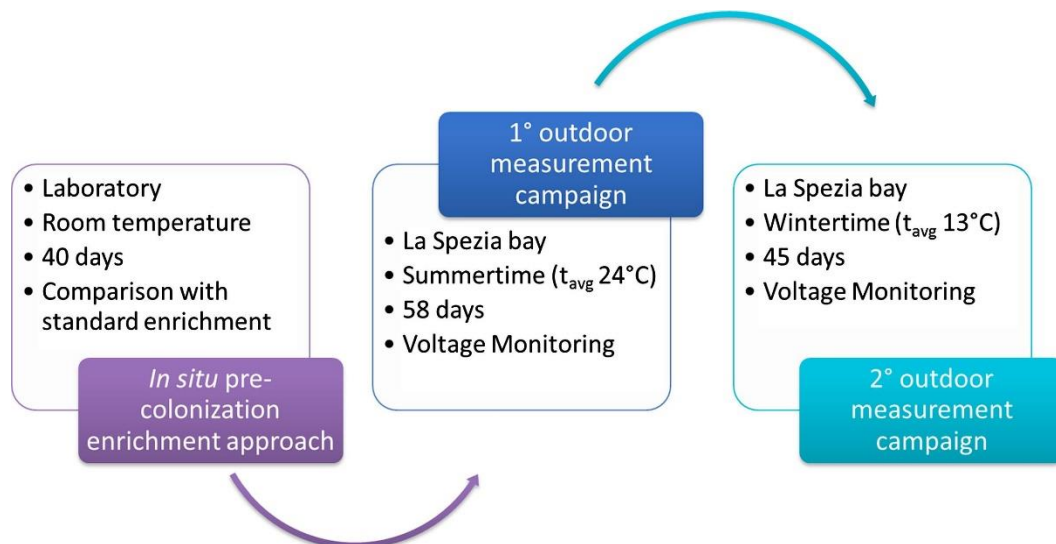 • Laboratory
• Room temperature
• 40 days
• Comparison with
standard enrichment
In situ pre-
colonization
enrichment approach
1° outdoor
measurement
campaign
• La Spezia bay
• Summertime (tavg 24°C)
• 58 days
• Voltage Monitoring
• La Spezia bay
• Wintertime (tavg 13°C)
• 45 days
• Voltage Monitoring
2° outdoor
measurement
campaign